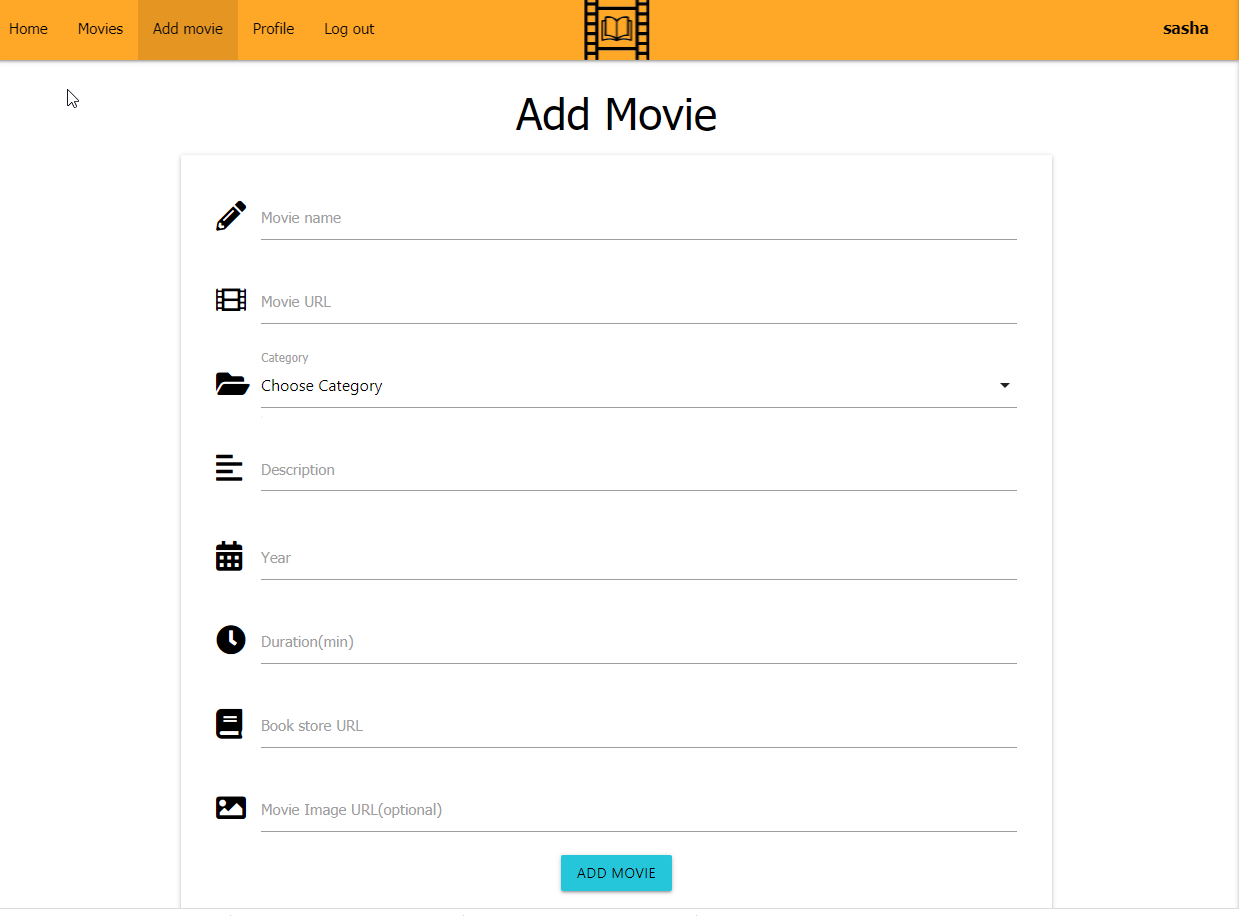 Home Movies Add movie Profile Log out sasha
Add Movie
Movie name
Movie URL
Category
Choose Category
Description
Year
Duration(min)
Book store URL
Movie Image URL(optional)
ADD MOVIE